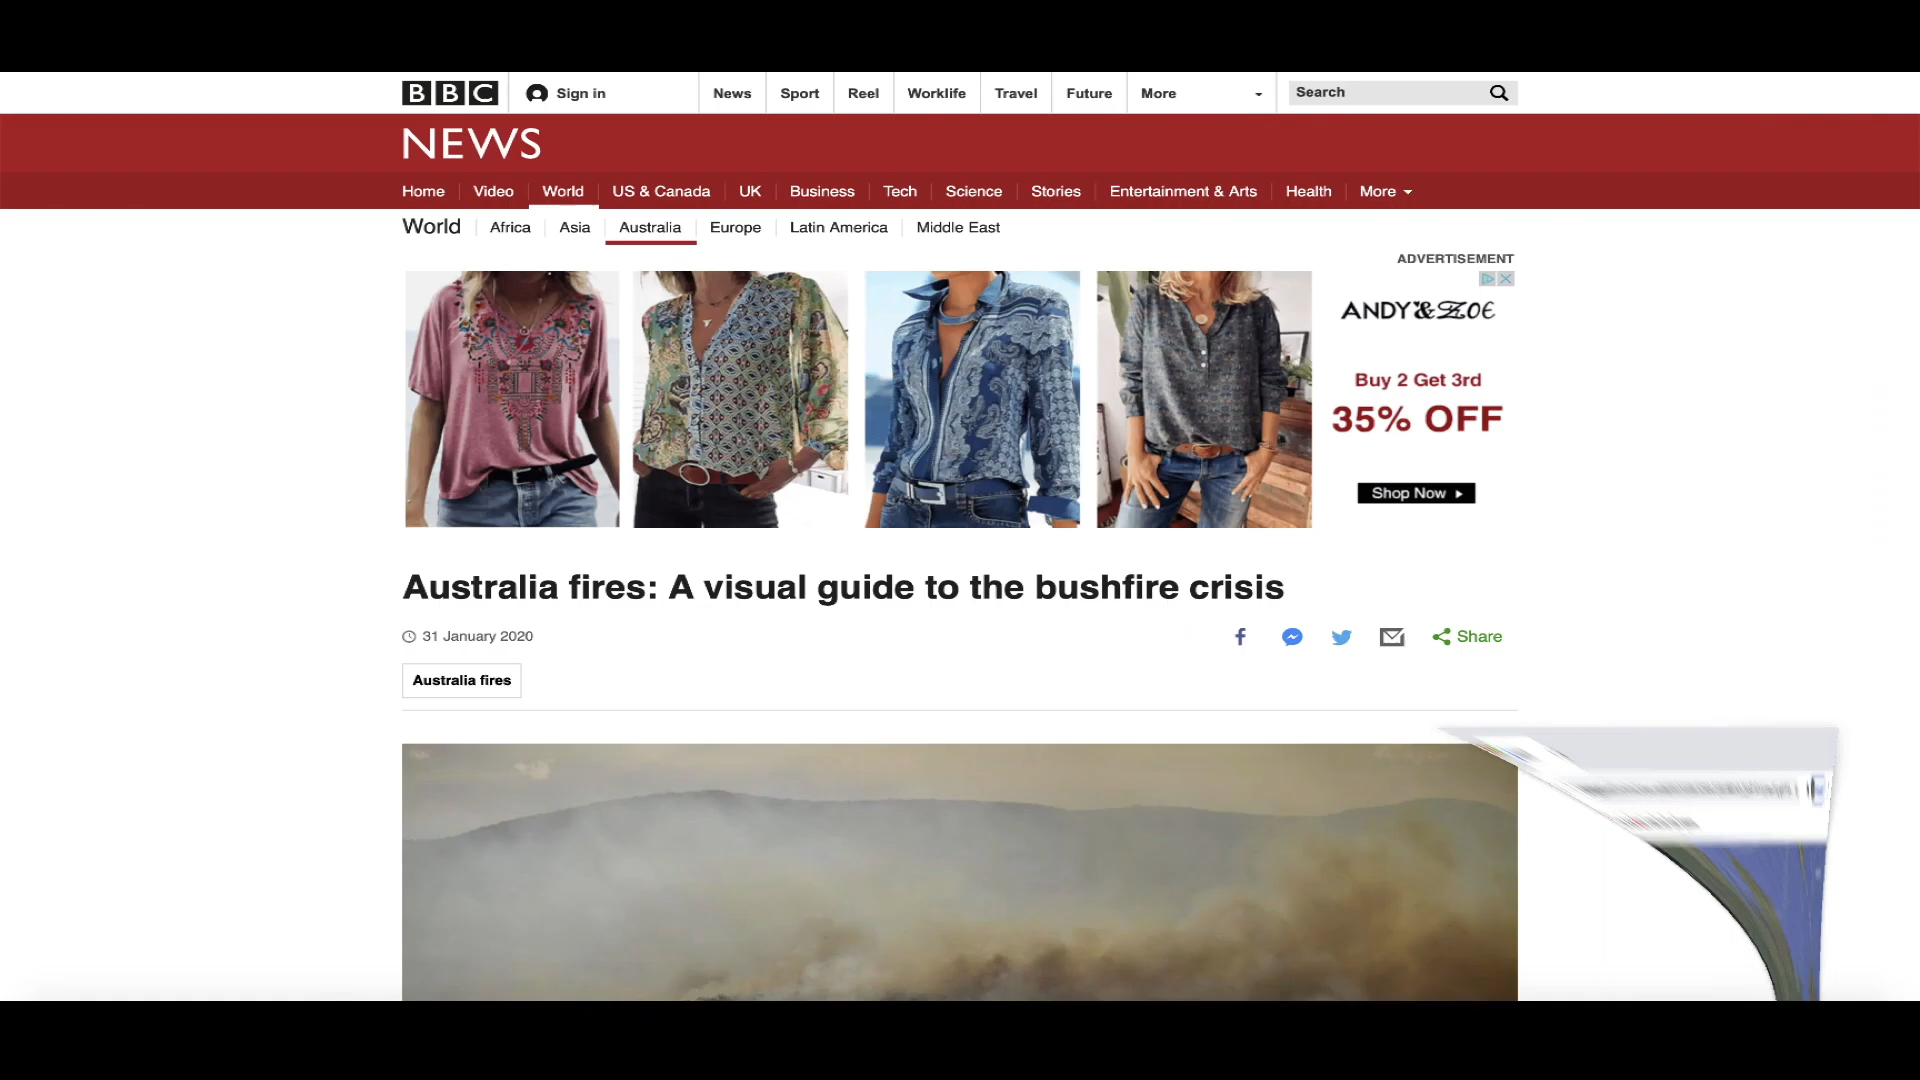 BBC Sign in News Sport Reel Worklife Travel Future More Search
NEWS
Home Video World US & Canada UK Business Tech Science Stories Entertainment & Arts Health More
World Africa Asia Australia Europe Latin America Middle East
ADVERTISEMENT
ANDY&ZOE
Buy 2 Get 3rd
35% OFF
Shop Now
Australia fires: A visual guide to the bushfire crisis
31 January 2020
Share
Australia fires